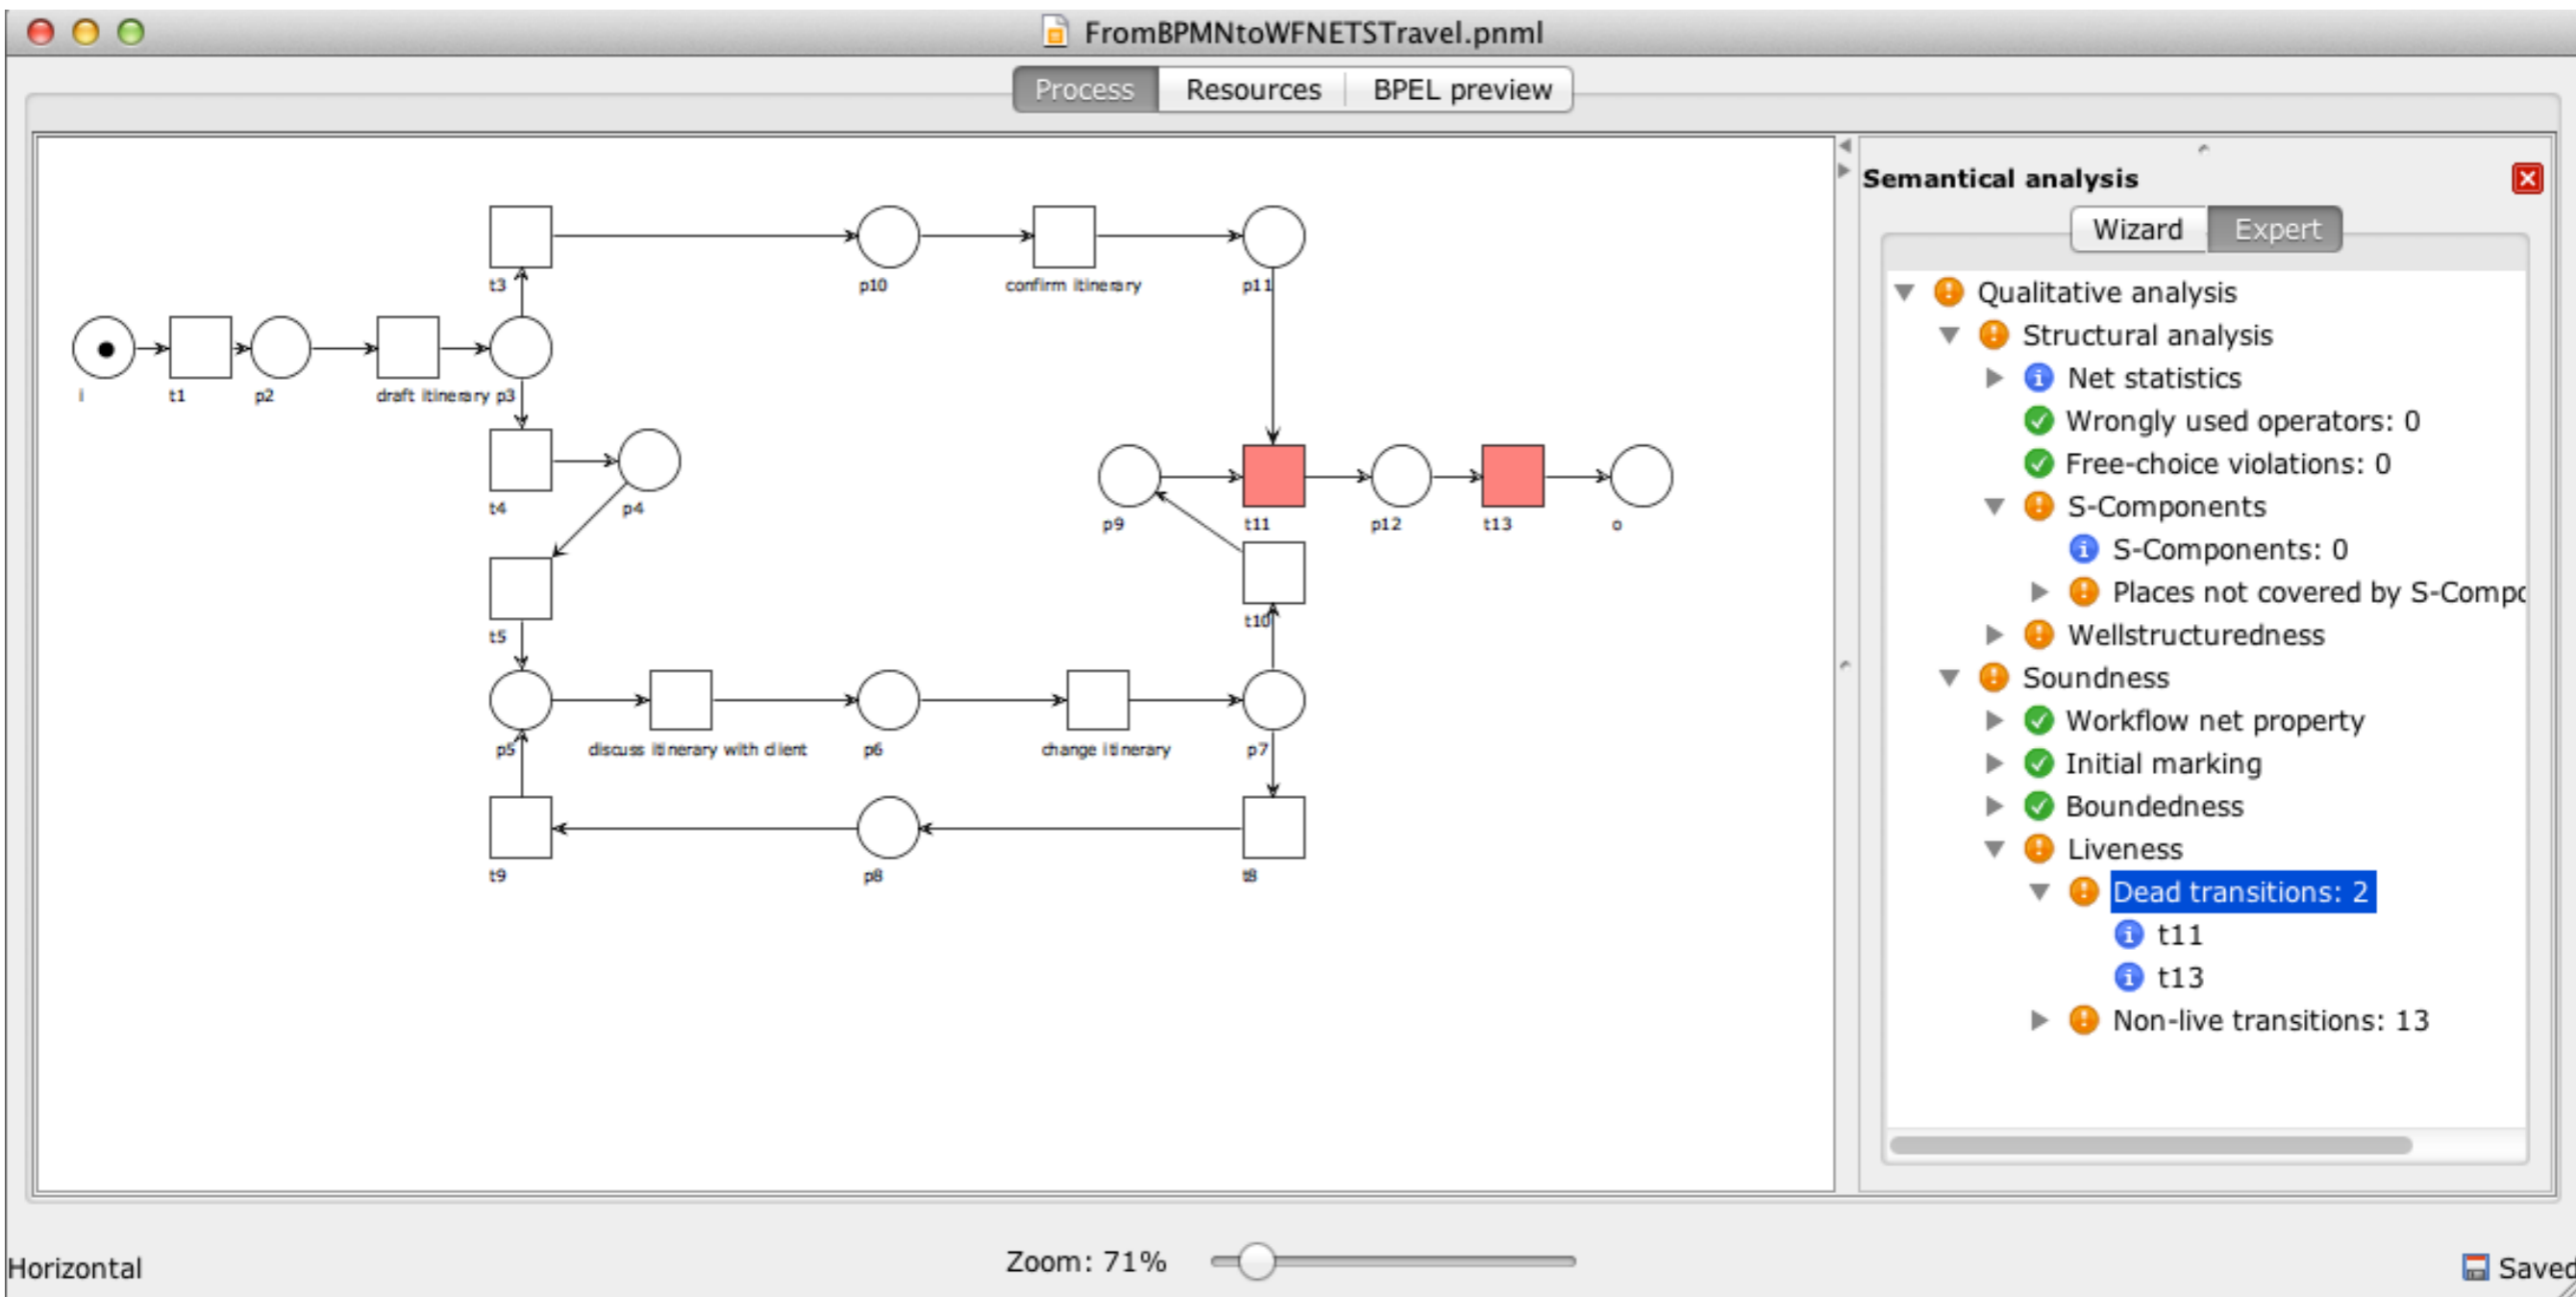 FromBPMNtoWFNETSTravel.pnml
Process Resources BPEL preview
t3 p10 confirm itinerary p11
i t1 p2 draft itinerary p3
t4 p4
p9 t11 p12 t13 o
t5 t10
p5 discuss itinerary with client p6 change itinerary p7
t9 p8 t8
Semantical analysis
Wizard Expert
Qualitative analysis
Structural analysis
Net statistics
Wrongly used operators: 0
Free-choice violations: 0
S-Components
S-Components: 0
Places not covered by S-Compo
Wellstructuredness
Soundness
Workflow net property
Initial marking
Boundedness
Liveness
Dead transitions: 2
t11
t13
Non-live transitions: 13
Horizontal
Zoom: 71%
Saved